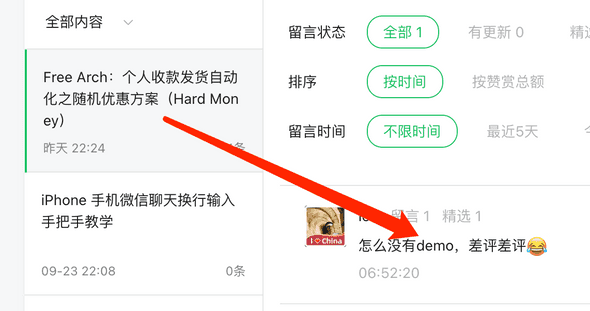 全部内容
Free Arch：个人收款发货自动
化之随机优惠方案（Hard Mon
ey）
昨天 22:24
条
iPhone 手机微信聊天换行输入
手把手教学
09-23 22:08 0条
留言状态 全部 1 有更新 0 精选
排序 按时间 按赞赏总额
留言时间 不限时间 最近5天
留言 1 精选 1
怎么没有demo，差评差评😂
06:52:20
I China